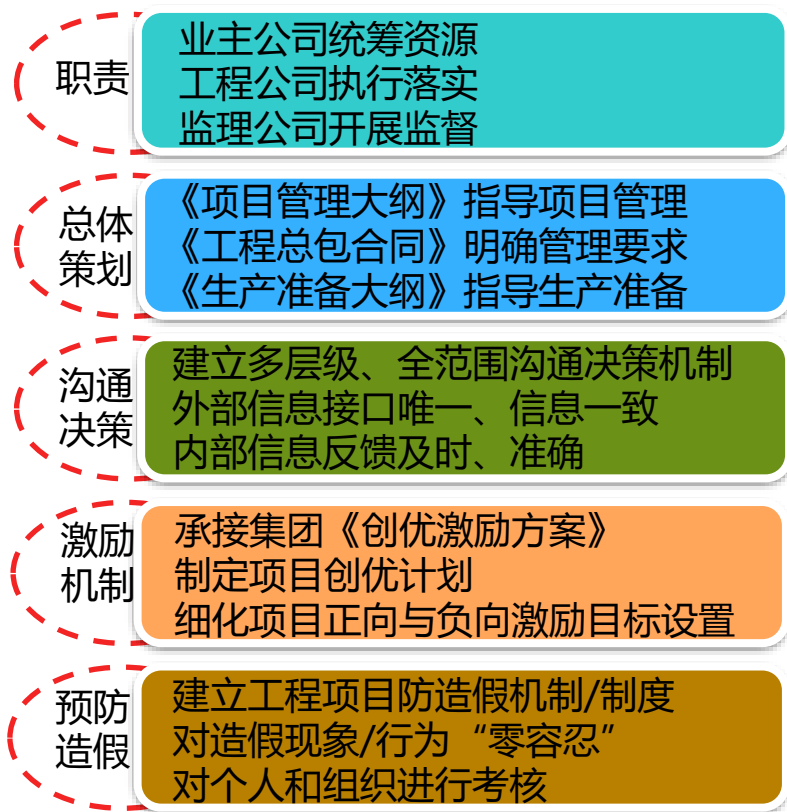 职责
业主公司统筹资源
工程公司执行落实
监理公司开展监督
总体
策划
《项目管理大纲》指导项目管理
《工程总包合同》明确管理要求
《生产准备大纲》指导生产准备
沟通
决策
建立多层级、全范围沟通决策机制
外部信息接口唯一、信息一致
内部信息反馈及时、准确
激励
机制
承接集团《创优激励方案》
制定项目创优计划
细化项目正向与负向激励目标设置
预防
造假
建立工程项目防造假机制/制度
对造假现象/行为“零容忍”
对个人和组织进行考核